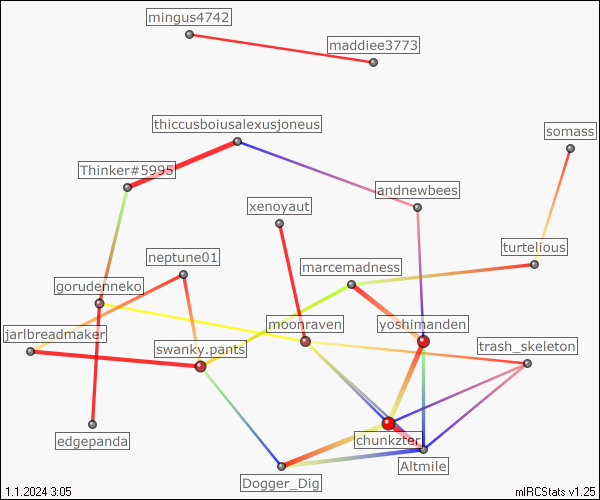 mingus4742
maddiee3773
thiccusboiusalexusjoneus
somass
Thinker#5995
andnewbees
xenoyaut
turtelious
neptune01
marcemadness
gorudenneko
jarlbreadmaker
moonraven
yoshimanden
swanky.pants
trash_skeleton
edgepanda
chunkzter
Altmile
Dogger_Dig
1.1.2024 3:05
mIRCStats v1.25